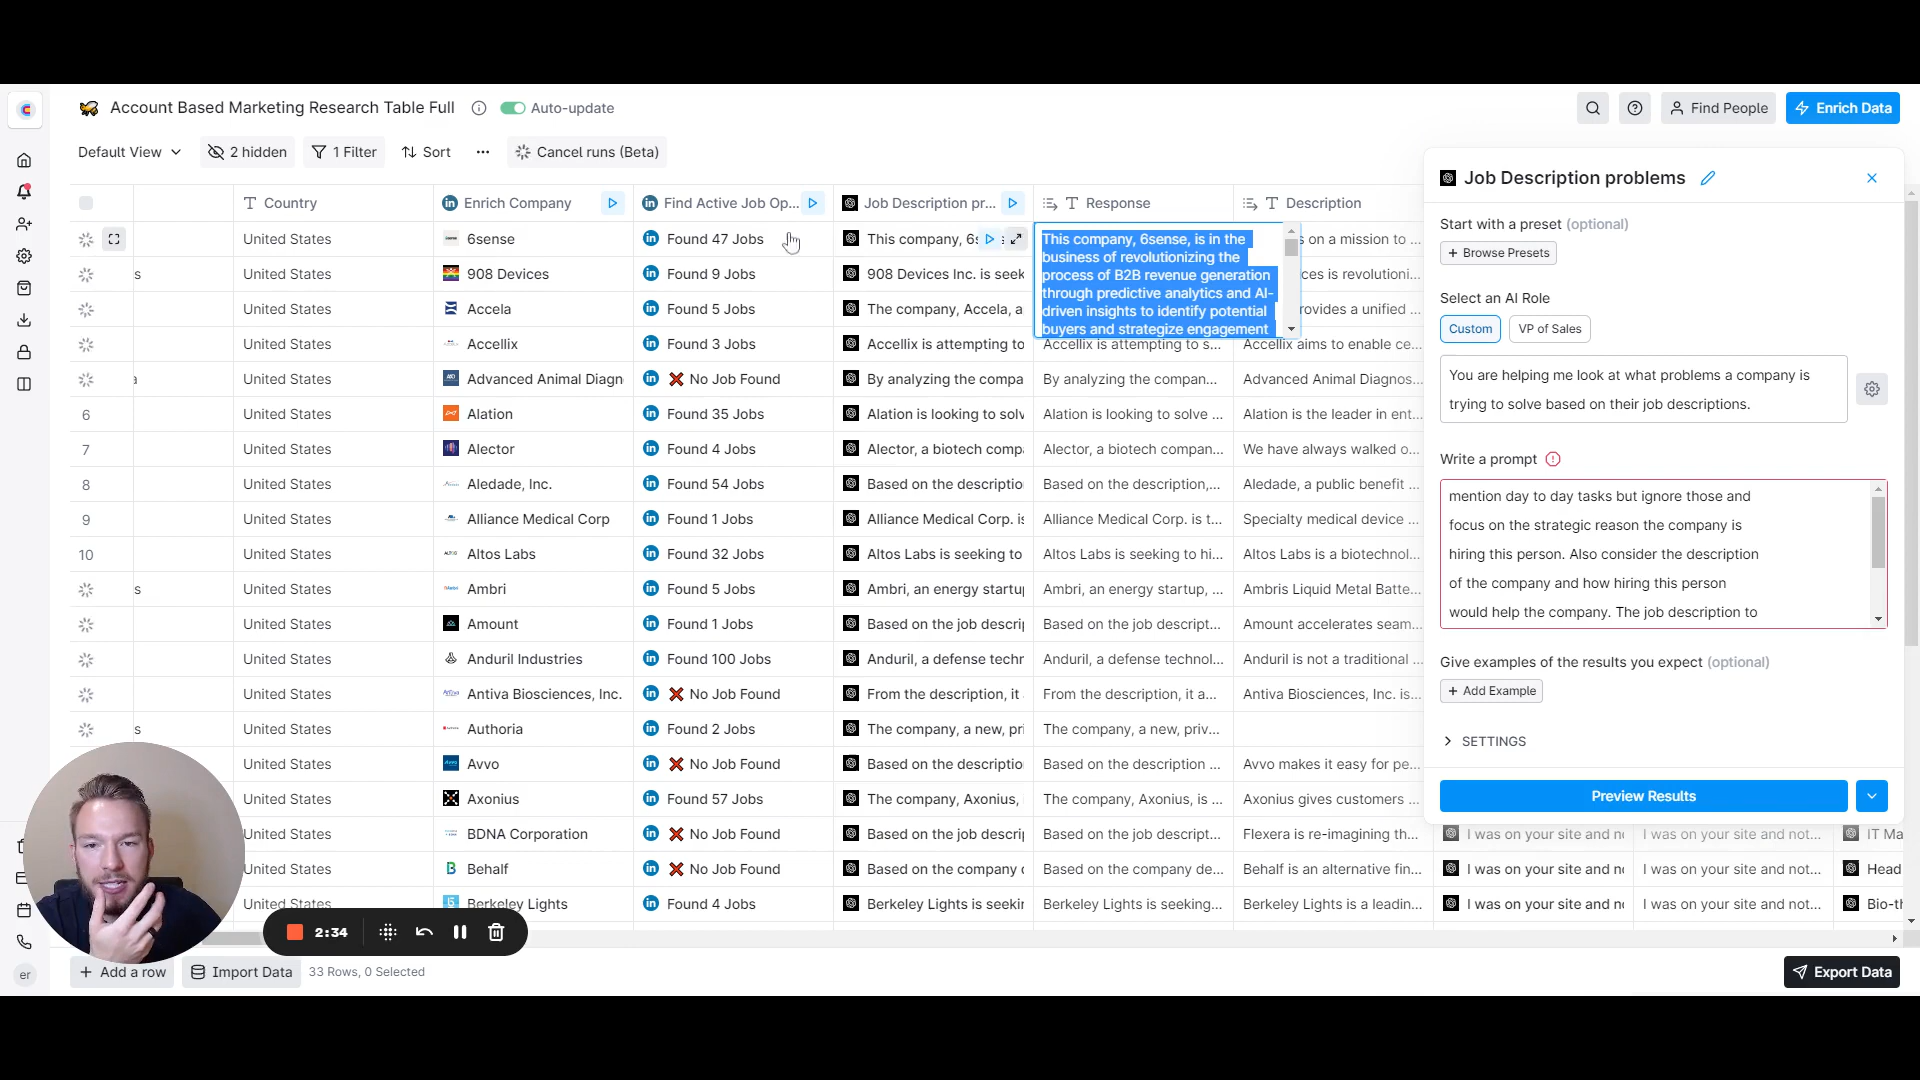 Account Based Marketing Research Table Full
Auto-update
Find People
Enrich Data
Default View
2 hidden
1 Filter
Sort
Cancel runs (Beta)
Country
Enrich Company
Find Active Job Op...
Job Description pr...
Response
Description
United States
6sense
Found 47 Jobs
This company, 6s
s on a mission to ...
This company, 6sense, is in the
business of revolutionizing the
process of B2B revenue generation
through predictive analytics and AI-
driven insights to identify potential
buyers and strategize engagement
s
United States
908 Devices
Found 9 Jobs
908 Devices Inc. is seek
ces is revolutioni...
United States
Accela
Found 5 Jobs
The company, Accela, a
rovides a unified ...
United States
Accellix
Found 3 Jobs
Accellix is attempting to
Accellix is attempting to s...
Accellix aims to enable ce...
a
United States
Advanced Animal Diagn
No Job Found
By analyzing the compa
By analyzing the compan...
Advanced Animal Diagnos...
6
United States
Alation
Found 35 Jobs
Alation is looking to solv
Alation is looking to solve ...
Alation is the leader in ent...
7
United States
Alector
Found 4 Jobs
Alector, a biotech comp
Alector, a biotech compan...
We have always walked o...
8
United States
Aledade, Inc.
Found 54 Jobs
Based on the descriptio
Based on the description,...
Aledade, a public benefit ...
9
United States
Alliance Medical Corp
Found 1 Jobs
Alliance Medical Corp. is
Alliance Medical Corp. is t...
Specialty medical device ...
10
United States
Altos Labs
Found 32 Jobs
Altos Labs is seeking to
Altos Labs is seeking to hi...
Altos Labs is a biotechnol...
s
United States
Ambri
Found 5 Jobs
Ambri, an energy startup
Ambri, an energy startup, ...
Ambris Liquid Metal Batte...
United States
Amount
Found 1 Jobs
Based on the job descrip
Based on the job descript...
Amount accelerates seam...
United States
Anduril Industries
Found 100 Jobs
Anduril, a defense techn
Anduril, a defense technol...
Anduril is not a traditional ...
United States
Antiva Biosciences, Inc.
No Job Found
From the description, it
From the description, it a...
Antiva Biosciences, Inc. is...
s
United States
Authoria
Found 2 Jobs
The company, a new, pri
The company, a new, priv...
United States
Avvo
No Job Found
Based on the descriptio
Based on the description ...
Avvo makes it easy for pe...
United States
Axonius
Found 57 Jobs
The company, Axonius,
The company, Axonius, is ...
Axonius gives customers ...
United States
BDNA Corporation
No Job Found
Based on the job descrip
Based on the job descript...
Flexera is re-imagining th...
I was on your site and no
I was on your site and not...
IT Ma
United States
Behalf
No Job Found
Based on the company d
Based on the company de...
Behalf is an alternative fin...
I was on your site and no
I was on your site and not...
Head
United States
Berkeley Lights
Found 4 Jobs
Berkeley Lights is seekin
Berkeley Lights is seeking...
Berkeley Lights is a leadin...
I was on your site and no
I was on your site and not...
Bio-th
Job Description problems
Start with a preset (optional)
+ Browse Presets
Select an AI Role
Custom
VP of Sales
You are helping me look at what problems a company is
trying to solve based on their job descriptions.
Write a prompt
mention day to day tasks but ignore those and
focus on the strategic reason the company is
hiring this person. Also consider the description
of the company and how hiring this person
would help the company. The job description to
Give examples of the results you expect (optional)
+ Add Example
SETTINGS
Preview Results
2:34
er
+ Add a row
Import Data
33 Rows, 0 Selected
Export Data